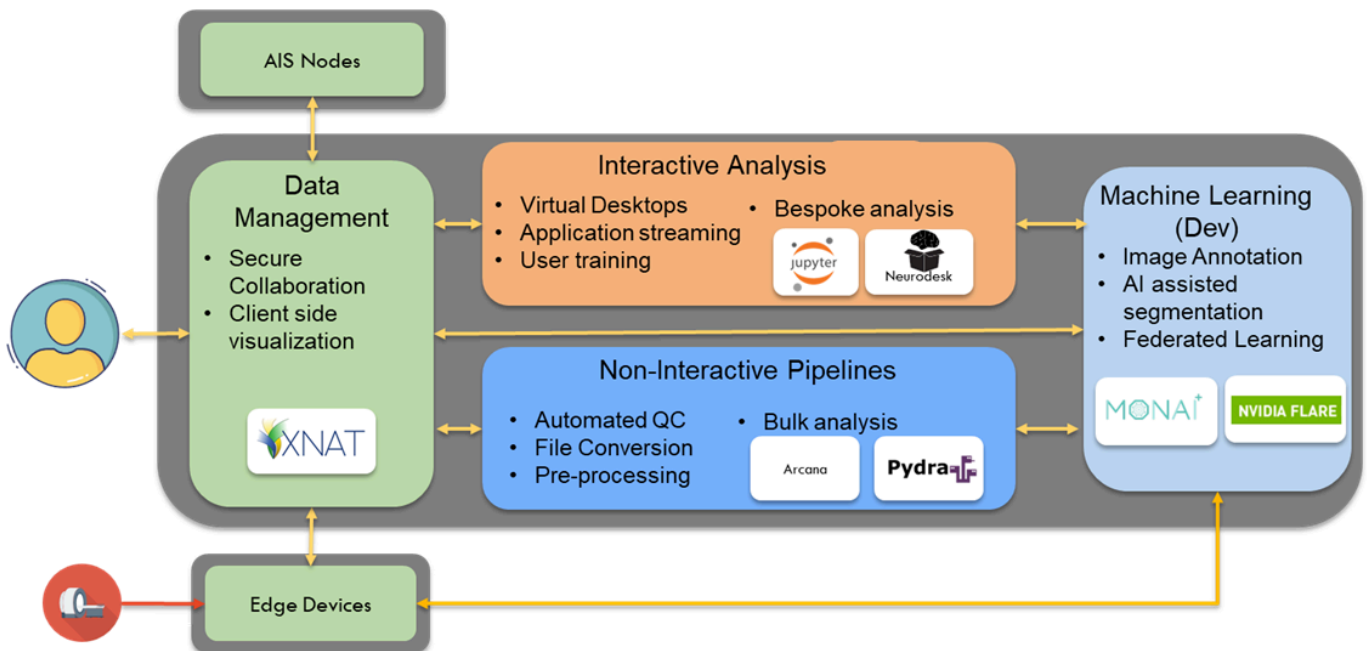 AIS Nodes
Data
Management
• Secure
Collaboration
• Client side
visualization
XNAT
Interactive Analysis
• Virtual Desktops
• Application streaming
• User training
• Bespoke analysis
jupyter
Neurodesk
Non-Interactive Pipelines
• Automated QC
• File Conversion
• Pre-processing
• Bulk analysis
Arcana
Pydra
Machine Learning
(Dev)
• Image Annotation
• AI assisted
segmentation
• Federated Learning
MONAI
NVIDIA FLARE
Edge Devices